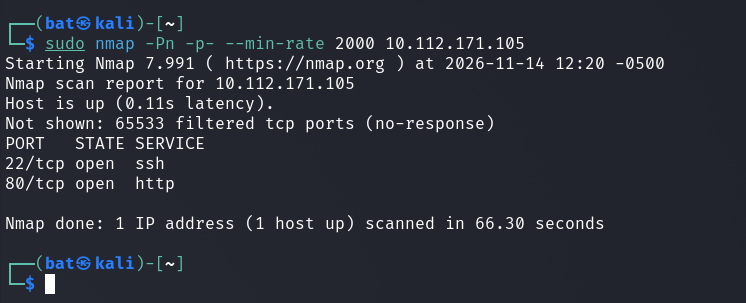 ┌──(bat㉿kali)-[~]
└─$ sudo nmap -Pn -p- --min-rate 2000 10.112.171.105
Starting Nmap 7.991 ( https://nmap.org ) at 2026-11-14 12:20 -0500
Nmap scan report for 10.112.171.105
Host is up (0.11s latency).
Not shown: 65533 filtered tcp ports (no-response)
PORT   STATE SERVICE
22/tcp open  ssh
80/tcp open  http
Nmap done: 1 IP address (1 host up) scanned in 66.30 seconds
┌──(bat㉿kali)-[~]
└─$